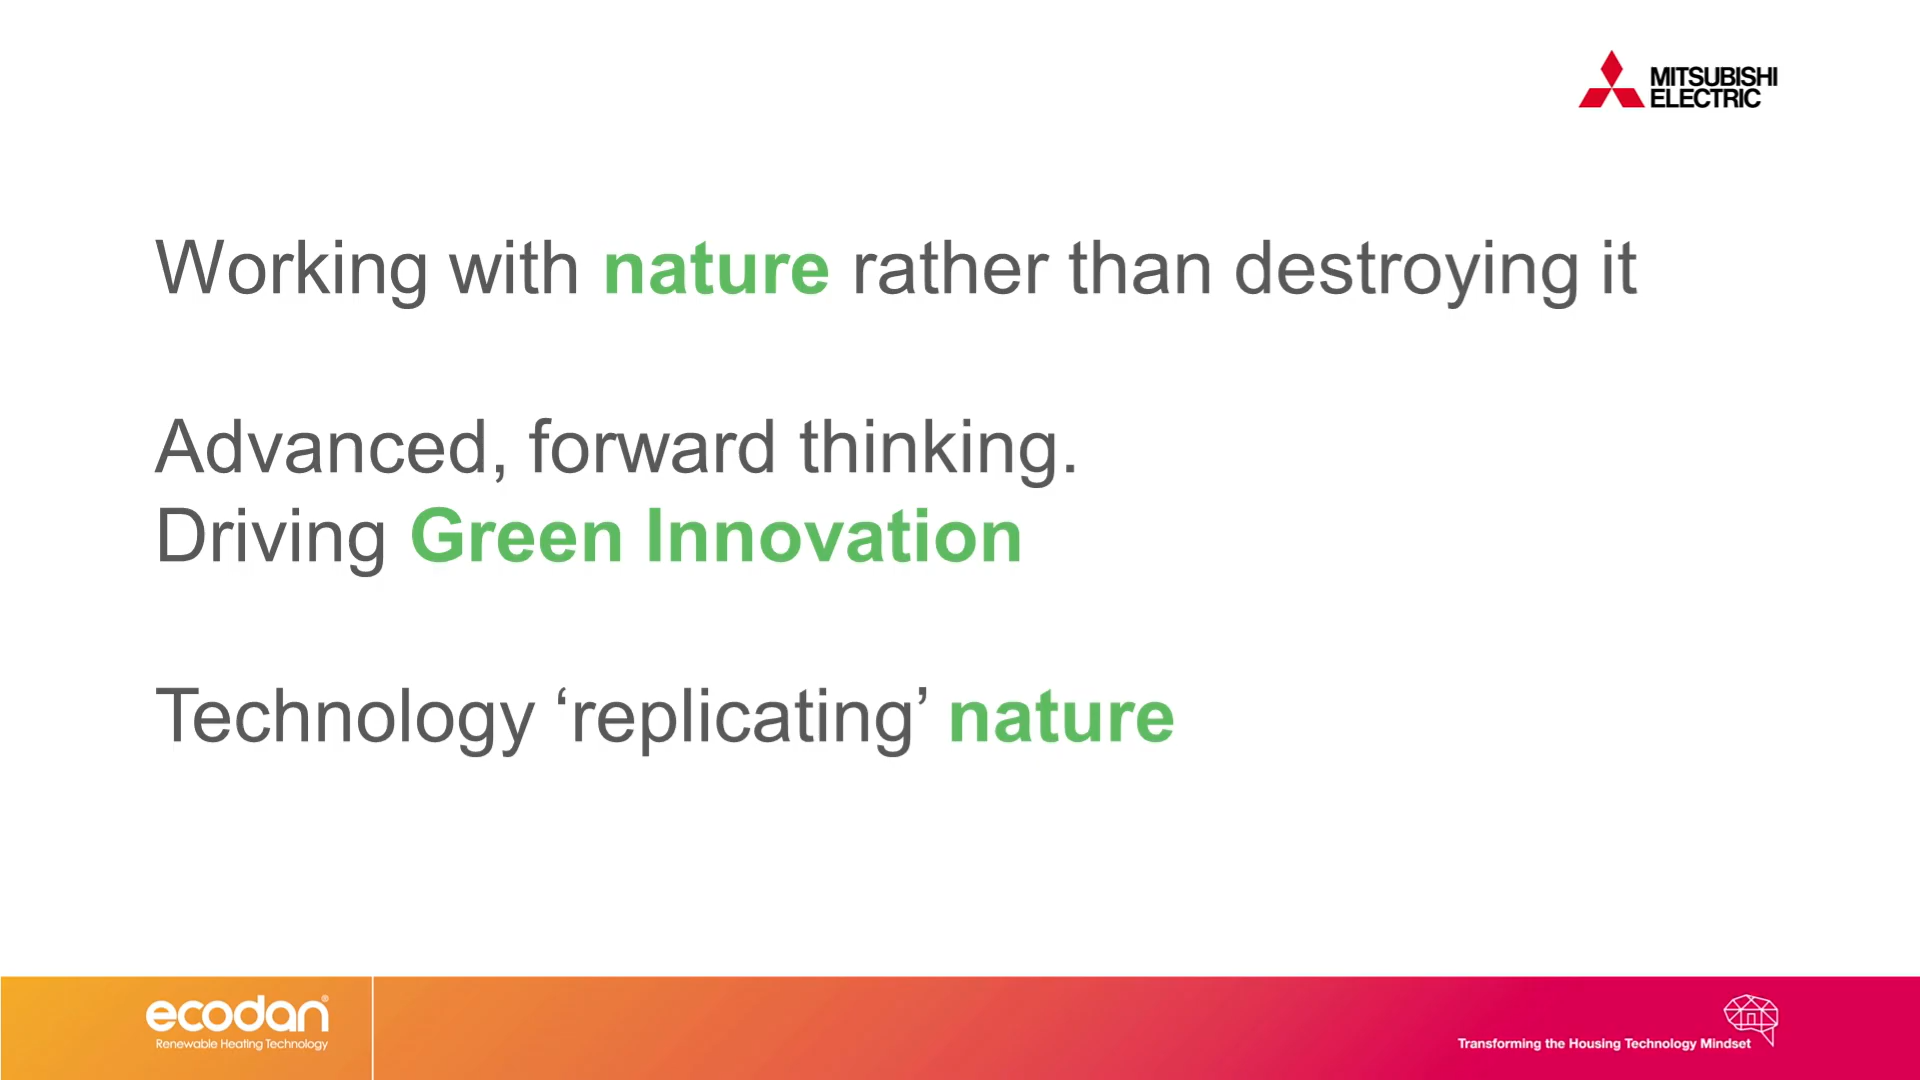 MITSUBISHI
ELECTRIC
Working with nature rather than destroying it
Advanced, forward thinking.
Driving Green Innovation
Technology ‘replicating’ nature
ecodan®
Renewable Heating Technology
Transforming the Housing Technology Mindset